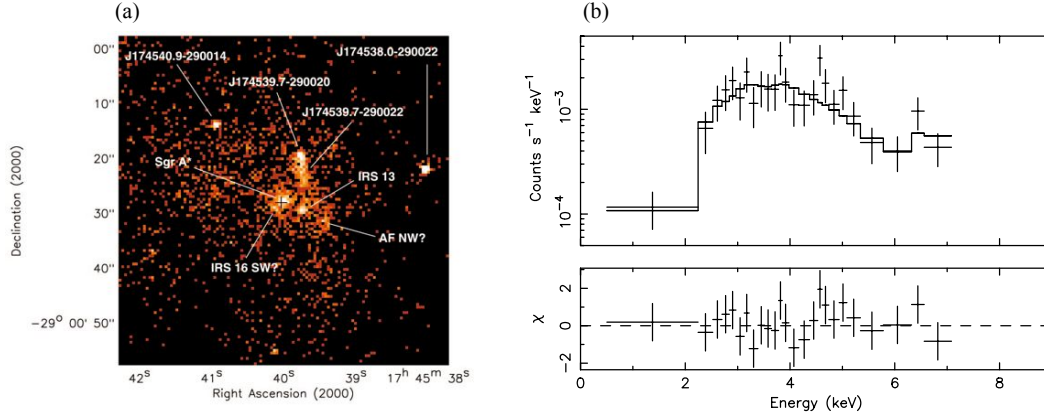 (a)
J174540.9-290014
J174538.0-290022
J174539.7-290020
J174539.7-290022
Sgr A*
IRS 13
AF NW?
IRS 16 SW?
00"
10"
20"
30"
40"
−29° 00' 50"
Declination (2000)
42ˢ 41ˢ 40ˢ 39ˢ 17ʰ 45ᵐ 38ˢ
Right Ascension (2000)
(b)
Counts s⁻¹ keV⁻¹
10⁻³
10⁻⁴
χ
2
0
−2
0 2 4 6 8
Energy (keV)